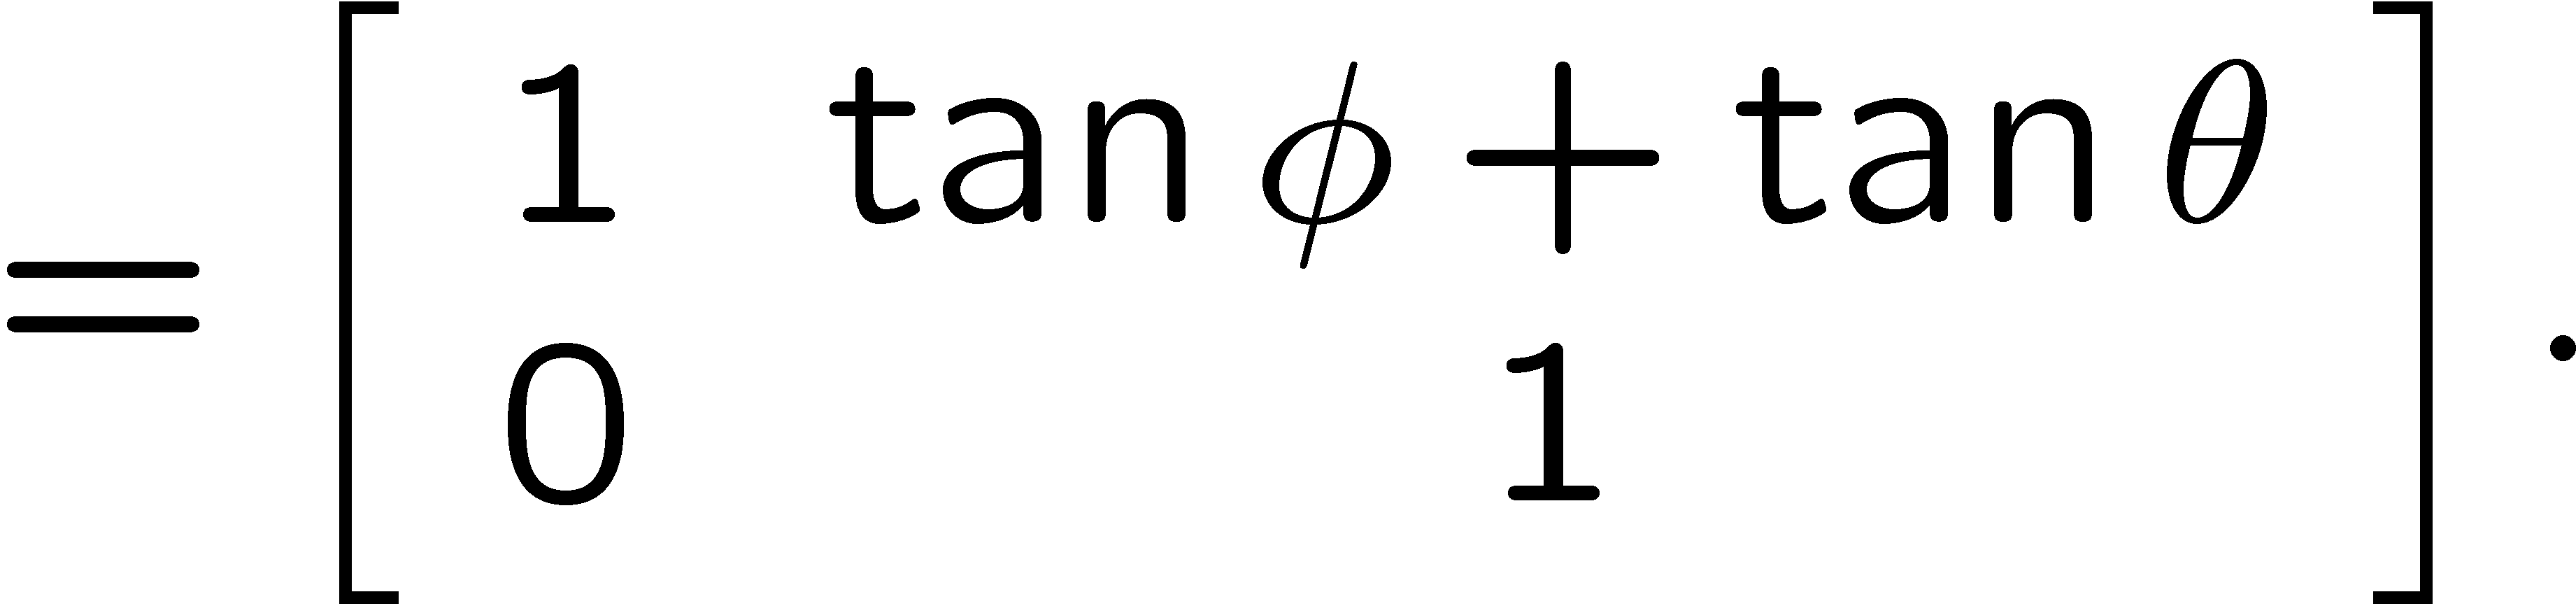 = [ 1 tan ϕ + tan θ
0 1 ] .